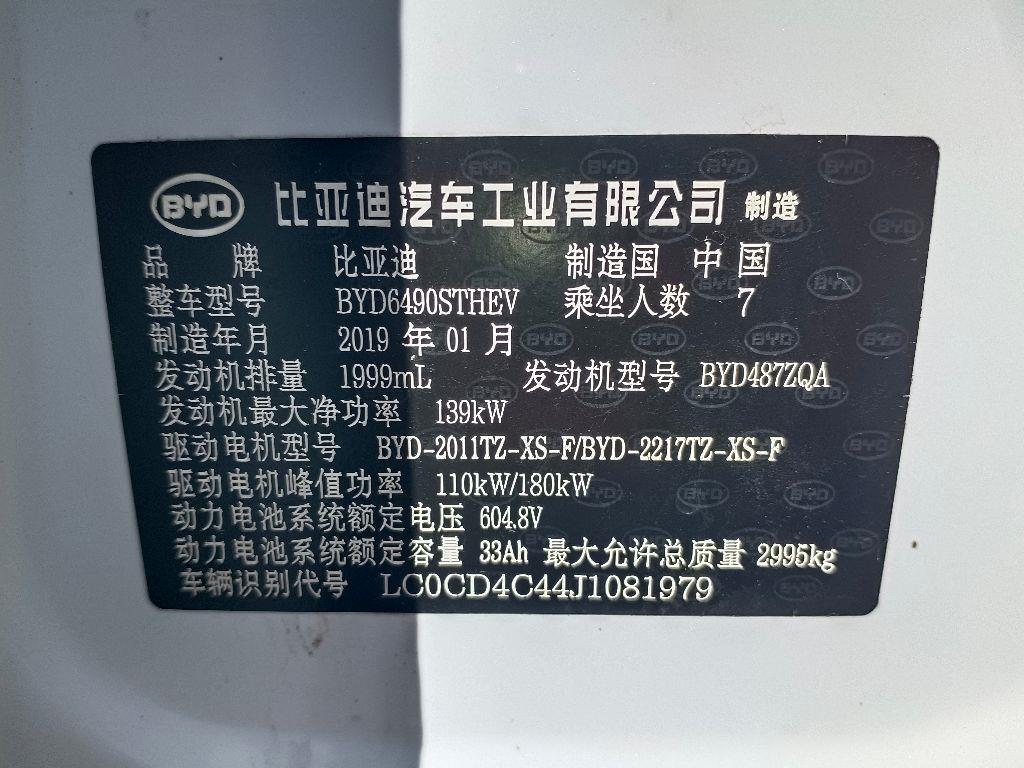 BYD 比亚迪汽车工业有限公司 制造
品 牌 比亚迪 制造国 中国
整车型号 BYD6490STHEV 乘坐人数 7
制造年月 2019 年 01 月
发动机排量 1999mL 发动机型号 BYD487ZQA
发动机最大净功率 139kW
驱动电机型号 BYD-2011TZ-XS-F/BYD-2217TZ-XS-F
驱动电机峰值功率 110kW/180kW
动力电池系统额定电压 604.8V
动力电池系统额定容量 33Ah 最大允许总质量 2995kg
车辆识别代号 LC0CD4C44J1081979